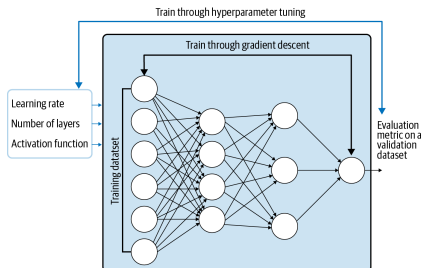 Train through hyperparameter tuning
Train through gradient descent
Learning rate
Number of layers
Activation function
Training datatset
Evaluation
metric on a
validation
dataset